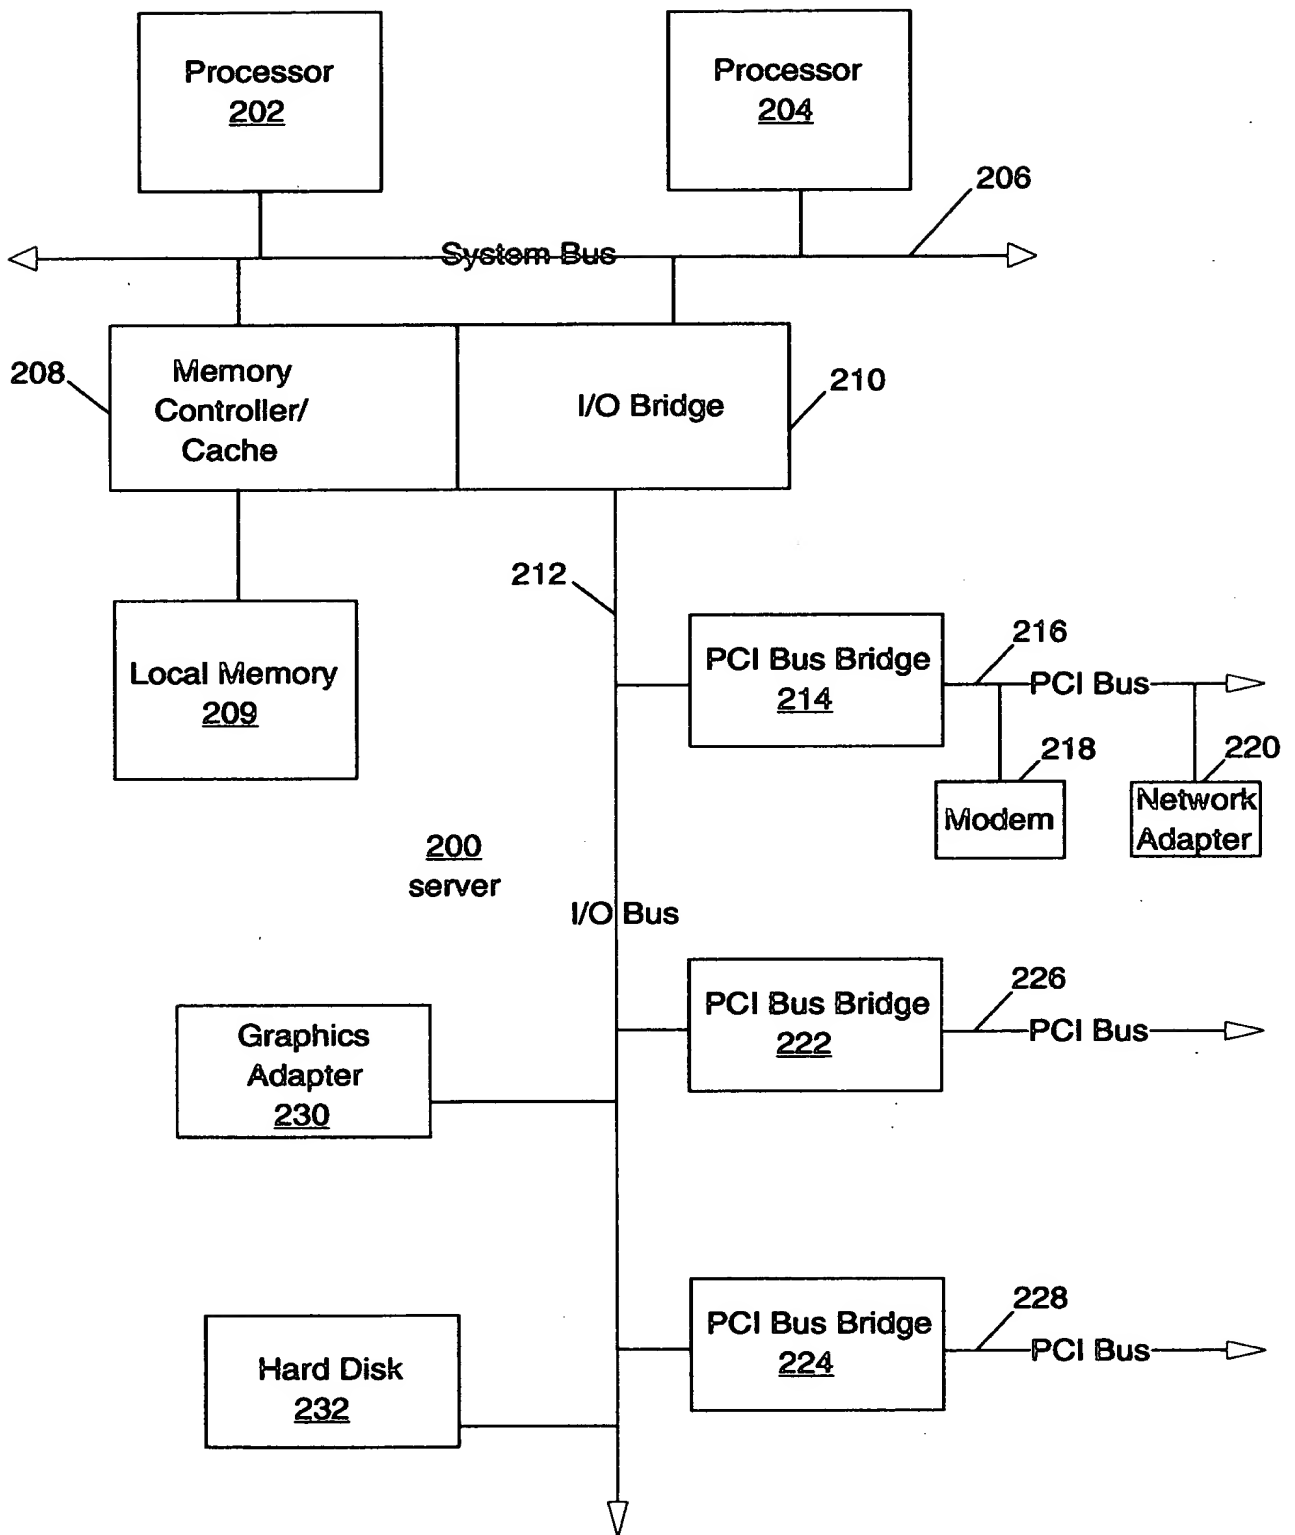 Processor
202
Processor
204
206
System Bus
208
Memory
Controller/
Cache
I/O Bridge
210
212
Local Memory
209
PCI Bus Bridge
214
216
PCI Bus
218
Modem
220
Network
Adapter
200
server
I/O Bus
PCI Bus Bridge
222
226
PCI Bus
Graphics
Adapter
230
PCI Bus Bridge
224
228
PCI Bus
Hard Disk
232